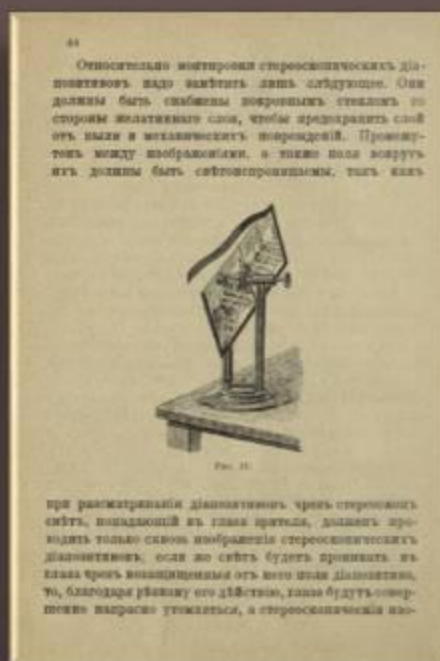 44
Относительно монтировки стереоскопическихъ діа-
позитивовъ надо замѣтить лишь слѣдующее. Они
должны быть снабжены покровнымъ стекломъ со
стороны желатиннаго слоя, чтобы предохранить слой
отъ пыли и механическихъ поврежденій. Промежу-
токъ между изображеніями, а также поля вокругъ
ихъ должны быть свѣтонепроницаемы, такъ какъ
Рис.
при разсматриваніи діапозитивовъ чрезъ стереоскопъ
свѣтъ, попадающій въ глаза зрителя, долженъ про-
ходить только сквозь изображенія стереоскопическихъ
діапозитивовъ; если же свѣтъ будетъ проникать въ
глаза чрезъ незащищенныя отъ него поля діапозитива,
то, благодаря рѣзкому его дѣйствію, глаза будутъ совер-
шенно напрасно утомляться, а стереоскопическія изо-